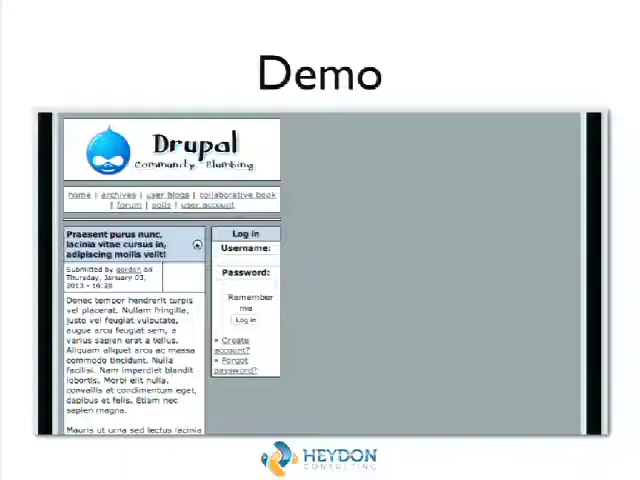 Demo
Drupal
Community Plumbing
home | archives | user blogs | collaborative book
| forum | polls | user account
Praesent purus nunc,
lacinia vitae cursus in,
adipiscing mollis velit!
Submitted by gordon on
Thursday, January 03,
2013 - 16:28
Donec tempor hendrerit turpis
vel placerat. Nullam fringilla,
justo vel feugiat vulputate,
augue arcu feugiat sem, a
varius sapien erat a tellus.
Aliquam aliquet arcu ac massa
commodo tincidunt. Nulla
facilisi. Nam imperdiet blandit
lobortis. Morbi elit nulla,
convallis at condimentum eget,
dapibus et felis. Etiam nec
sapien magna.
Mauris ut urna sed lectus lacinia
Log in
Username:
Password:
Remember
me
Log in
» Create
account?
» Forgot
password?
HEYDON
CONSULTING